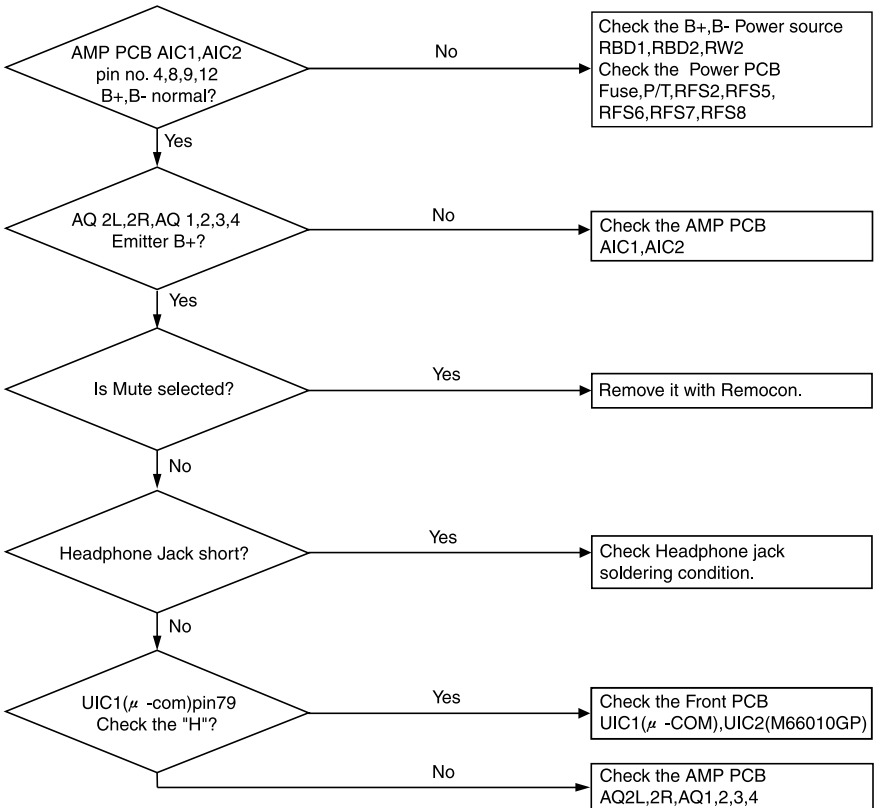 AMP PCB AIC1,AIC2
pin no. 4,8,9,12
B+,B- normal?
No
Check the B+,B- Power source
RBD1,RBD2,RW2
Check the  Power PCB
Fuse,P/T,RFS2,RFS5,
RFS6,RFS7,RFS8
Yes
AQ 2L,2R,AQ 1,2,3,4
Emitter B+?
No
Check the AMP PCB
AIC1,AIC2
Yes
Is Mute selected?
Yes
Remove it with Remocon.
No
Headphone Jack short?
Yes
Check Headphone jack
soldering condition.
No
UIC1(μ -com)pin79
Check the "H"?
Yes
Check the Front PCB
UIC1(μ -COM),UIC2(M66010GP)
No
Check the AMP PCB
AQ2L,2R,AQ1,2,3,4